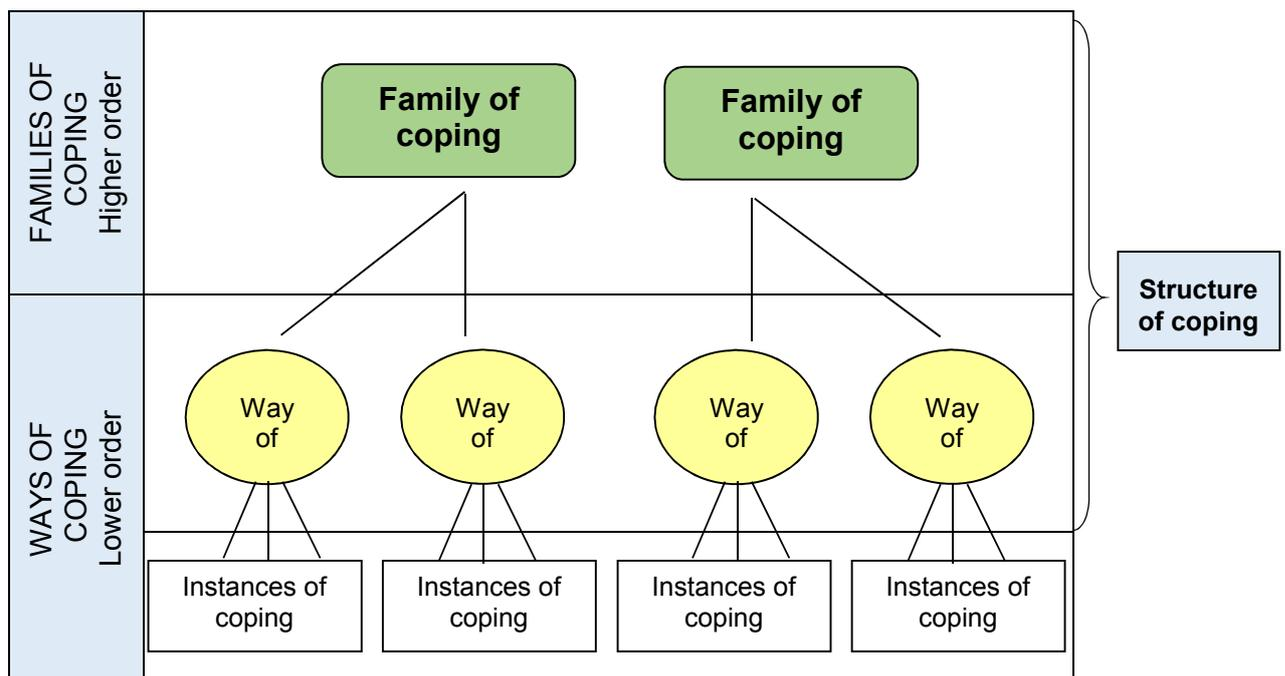 FAMILIES OF
COPING
Higher order
Family of
coping
Family of
coping
Structure
of coping
WAYS OF
COPING
Lower order
Way
of
Way
of
Way
of
Way
of
Instances of
coping
Instances of
coping
Instances of
coping
Instances of
coping